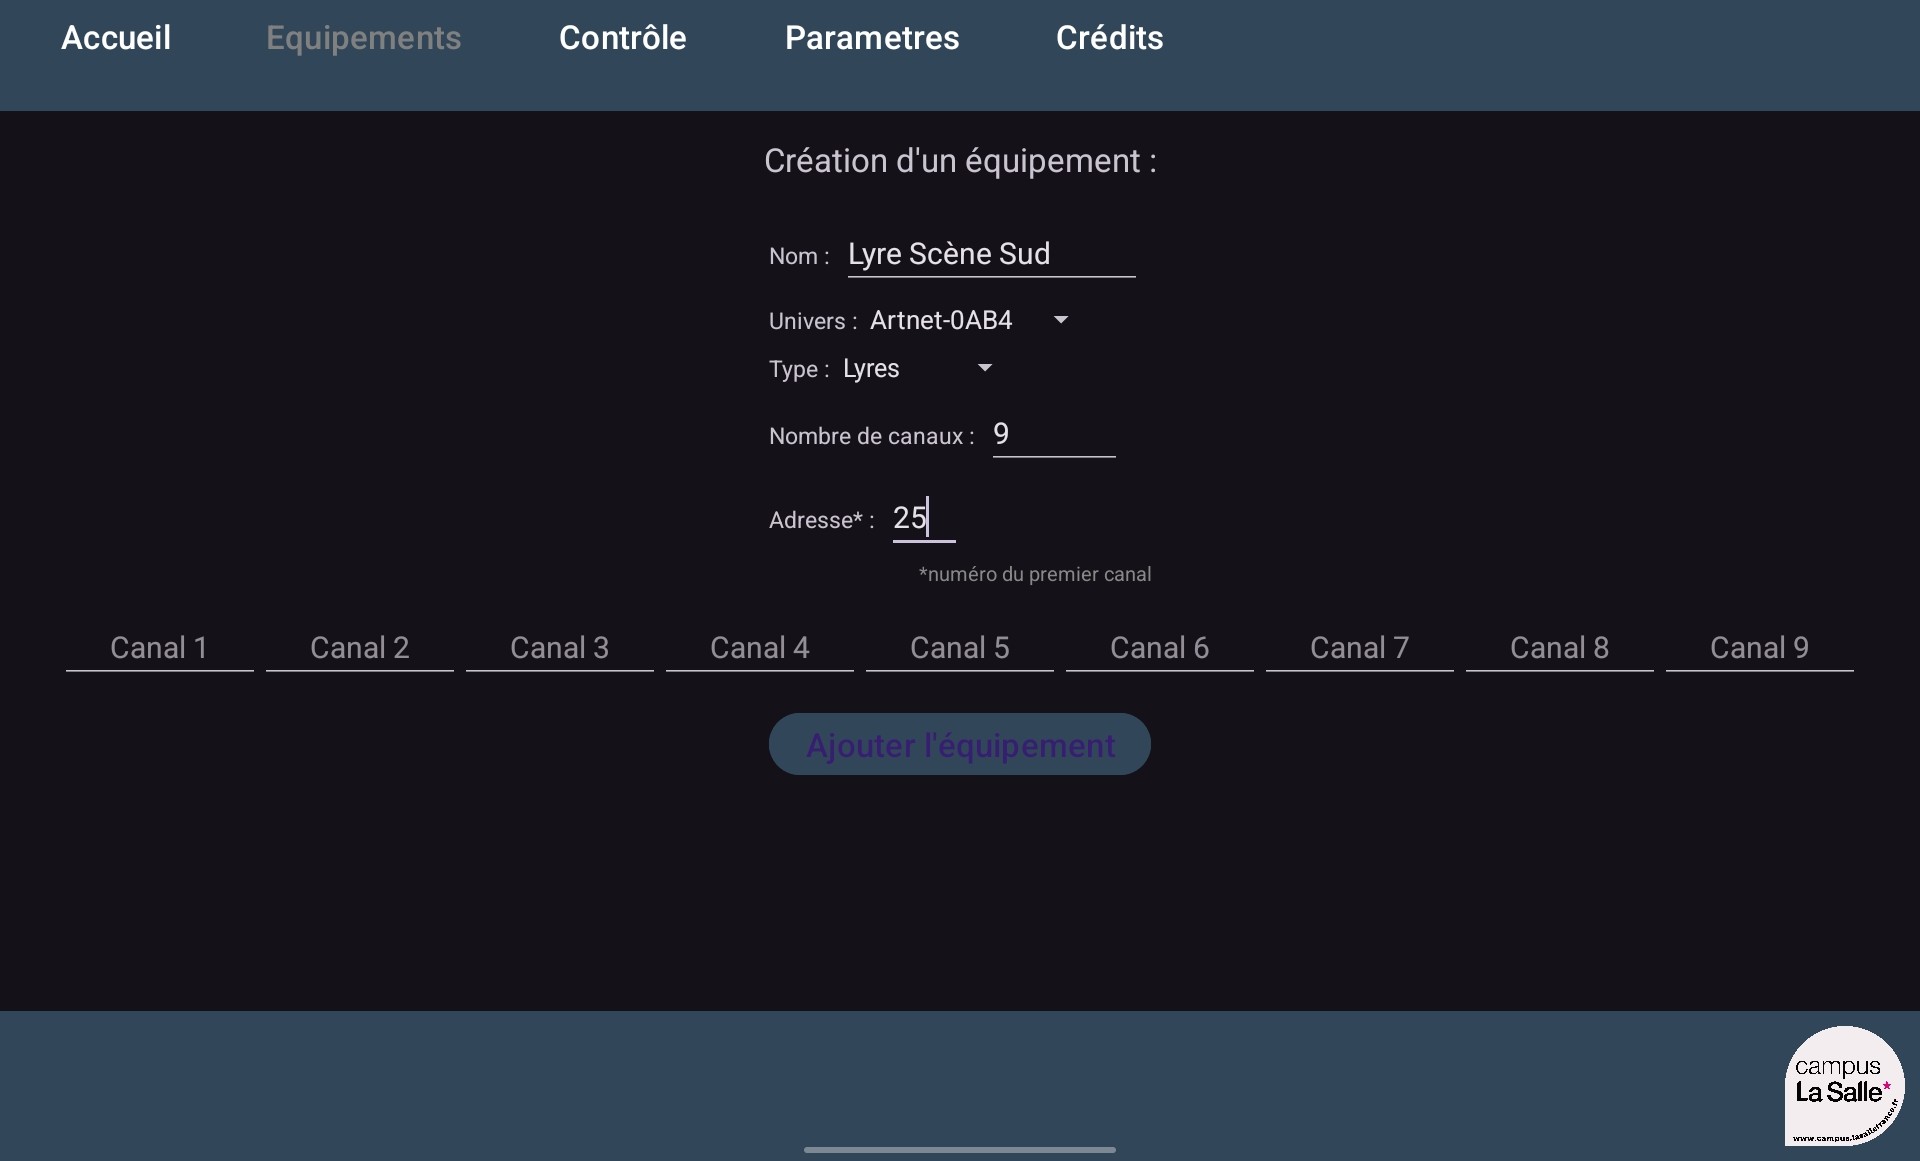 Accueil Equipements Contrôle Parametres Crédits
Création d'un équipement :
Nom : Lyre Scène Sud
Univers : Artnet-0AB4
Type : Lyres
Nombre de canaux : 9
Adresse* : 25
*numéro du premier canal
Canal 1 Canal 2 Canal 3 Canal 4 Canal 5 Canal 6 Canal 7 Canal 8 Canal 9
Ajouter l'équipement
campus
La Salle*
www.campus.lasallefrance.fr